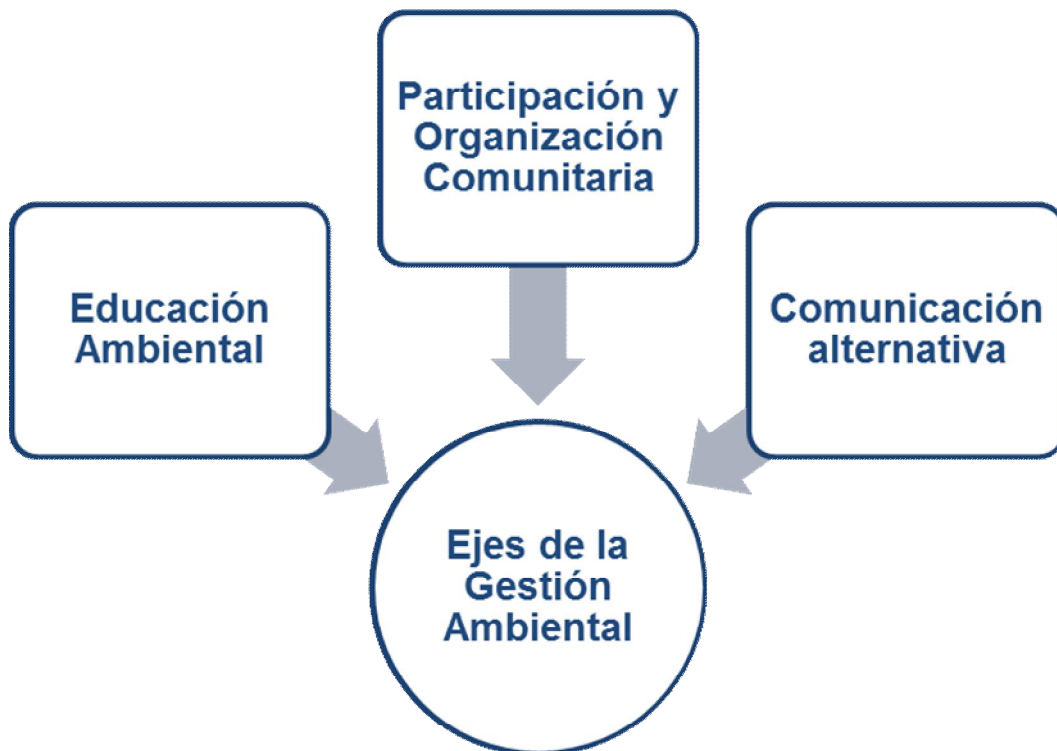 Participación y
Organización
Comunitaria
Educación
Ambiental
Comunicación
alternativa
Ejes de la
Gestión
Ambiental